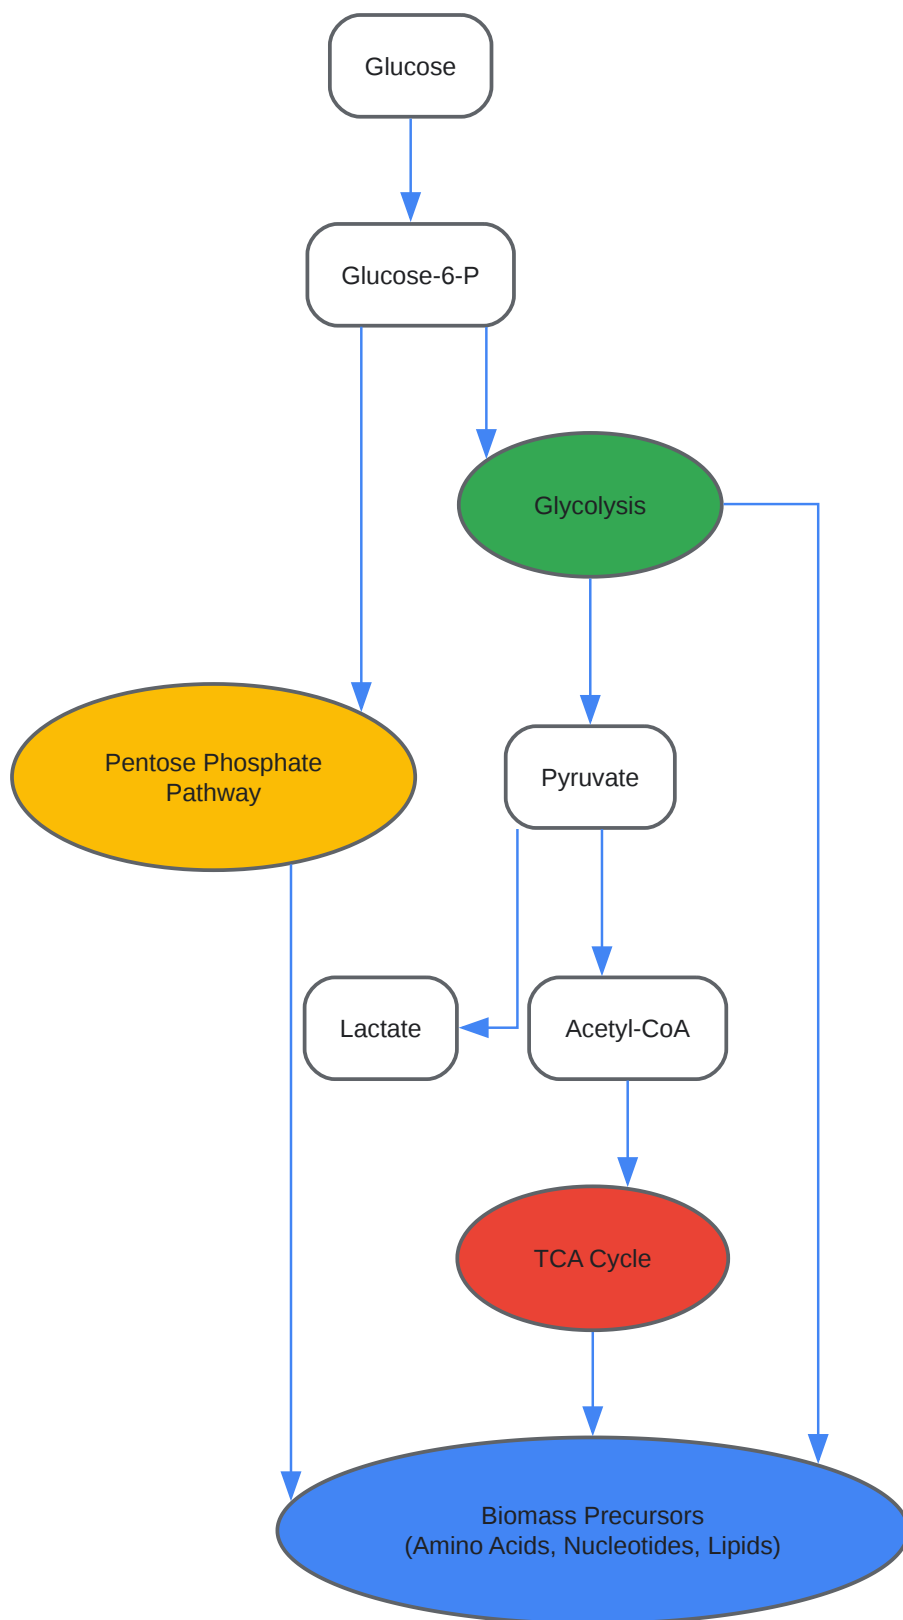 Glucose
Glucose-6-P
Glycolysis
Pentose Phosphate
Pathway
Pyruvate
Lactate
Acetyl-CoA
TCA Cycle
Biomass Precursors
(Amino Acids, Nucleotides, Lipids)